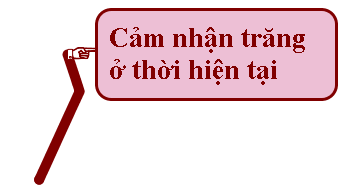 Cảm nhận trăng
ở thời hiện tại